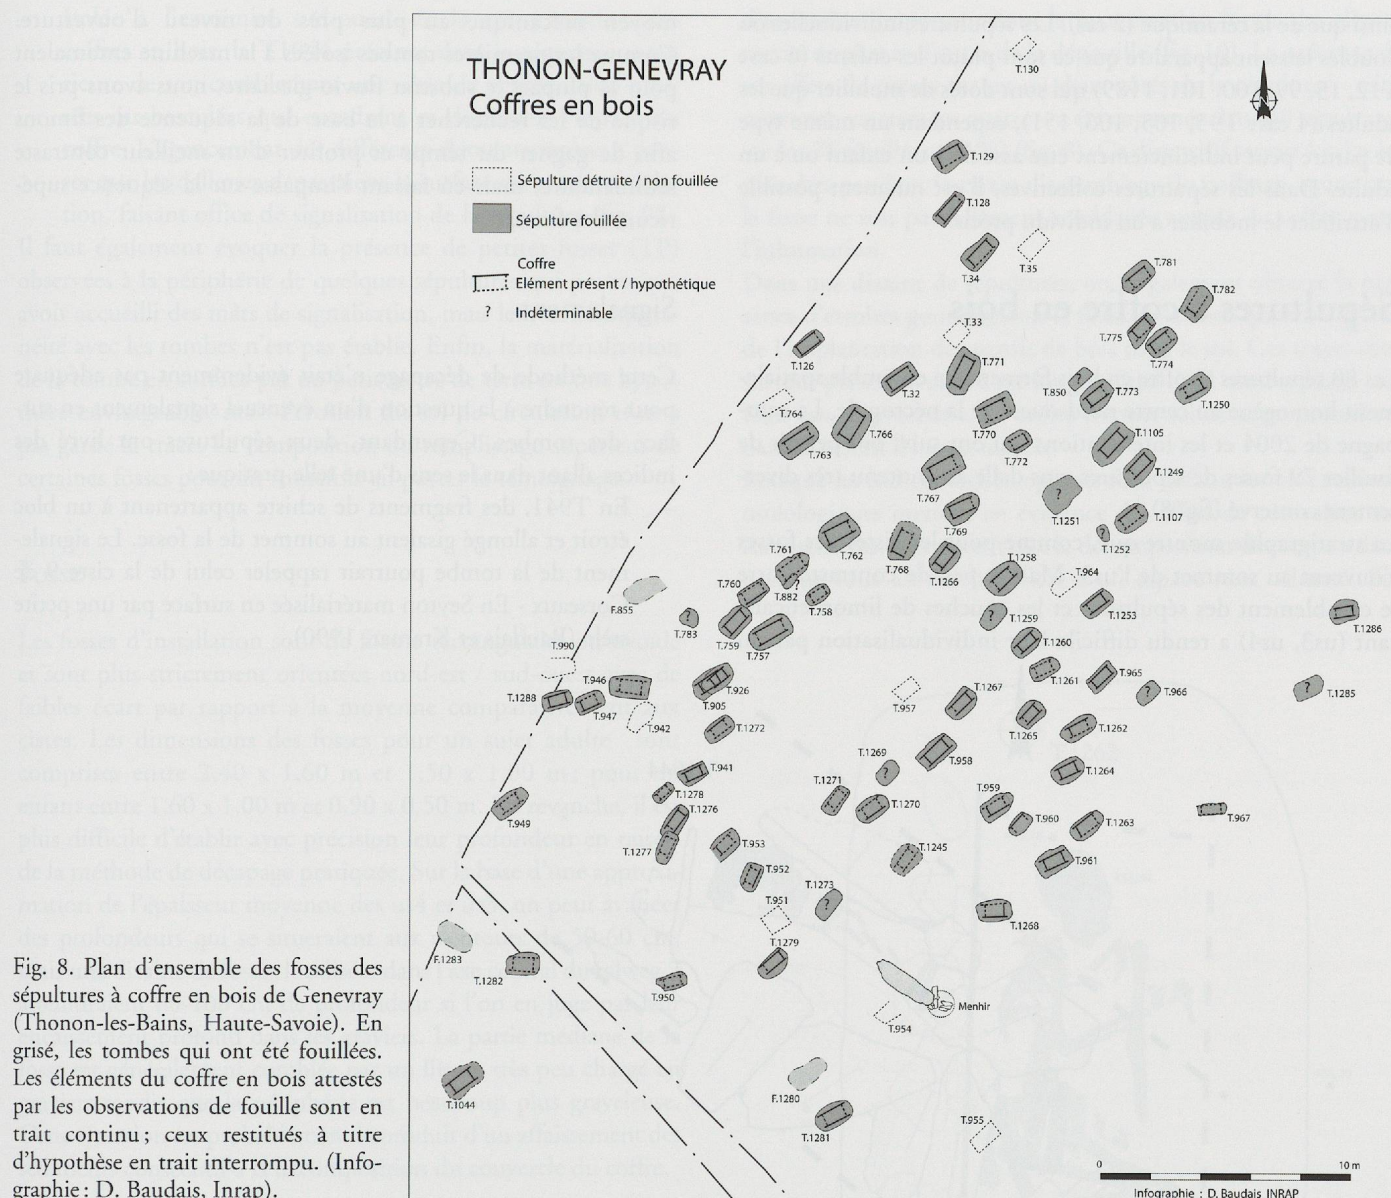 THONON-GENEVRAY
Coffres en bois
Sépulture détruite / non fouillée
Sépulture fouillée
Coffre
Elément présent / hypothétique
? Indéterminable
T.130
T.129
T.128
T.34
T.35
T.781
T.782
T.33
T.775
T.774
T.126
T.771
T.32
T.850
T.773
T.1250
T.764
T.766
T.770
T.763
T.772
T.1105
T.767
T.1249
?
T.1251
T.769
T.1107
?
T.1252
T.762
T.768
T.1266
T.761
T.1258
T.964
T.760
T.882
?
T.758
F.855
T.1253
T.783
?
T.759
T.757
?
T.1259
T.1286
T.1260
T.990
T.1261
T.965
T.946
T.926
T.905
?
T.966
?
T.1285
T.1288
T.947
T.942
T.957
T.1267
T.1265
T.1262
T.1272
T.1269
?
T.958
T.941
T.1264
T.1278
T.1271
T.1276
T.1270
T.959
T.949
T.960
T.1263
T.967
T.1277
T.953
T.1245
T.961
T.952
T.1273
?
T.951
T.1268
T.1279
F.1283
T.1282
T.950
Menhir
T.954
T.1044
F.1280
T.1281
T.955
0 10 m
Infographie : D. Baudais INRAP
Fig. 8. Plan d'ensemble des fosses des
sépultures à coffre en bois de Genevray
(Thonon-les-Bains, Haute-Savoie). En
grisé, les tombes qui ont été fouillées.
Les éléments du coffre en bois attestés
par les observations de fouille sont en
trait continu ; ceux restitués à titre
d'hypothèse en trait interrompu. (Info-
graphie : D. Baudais, Inrap).